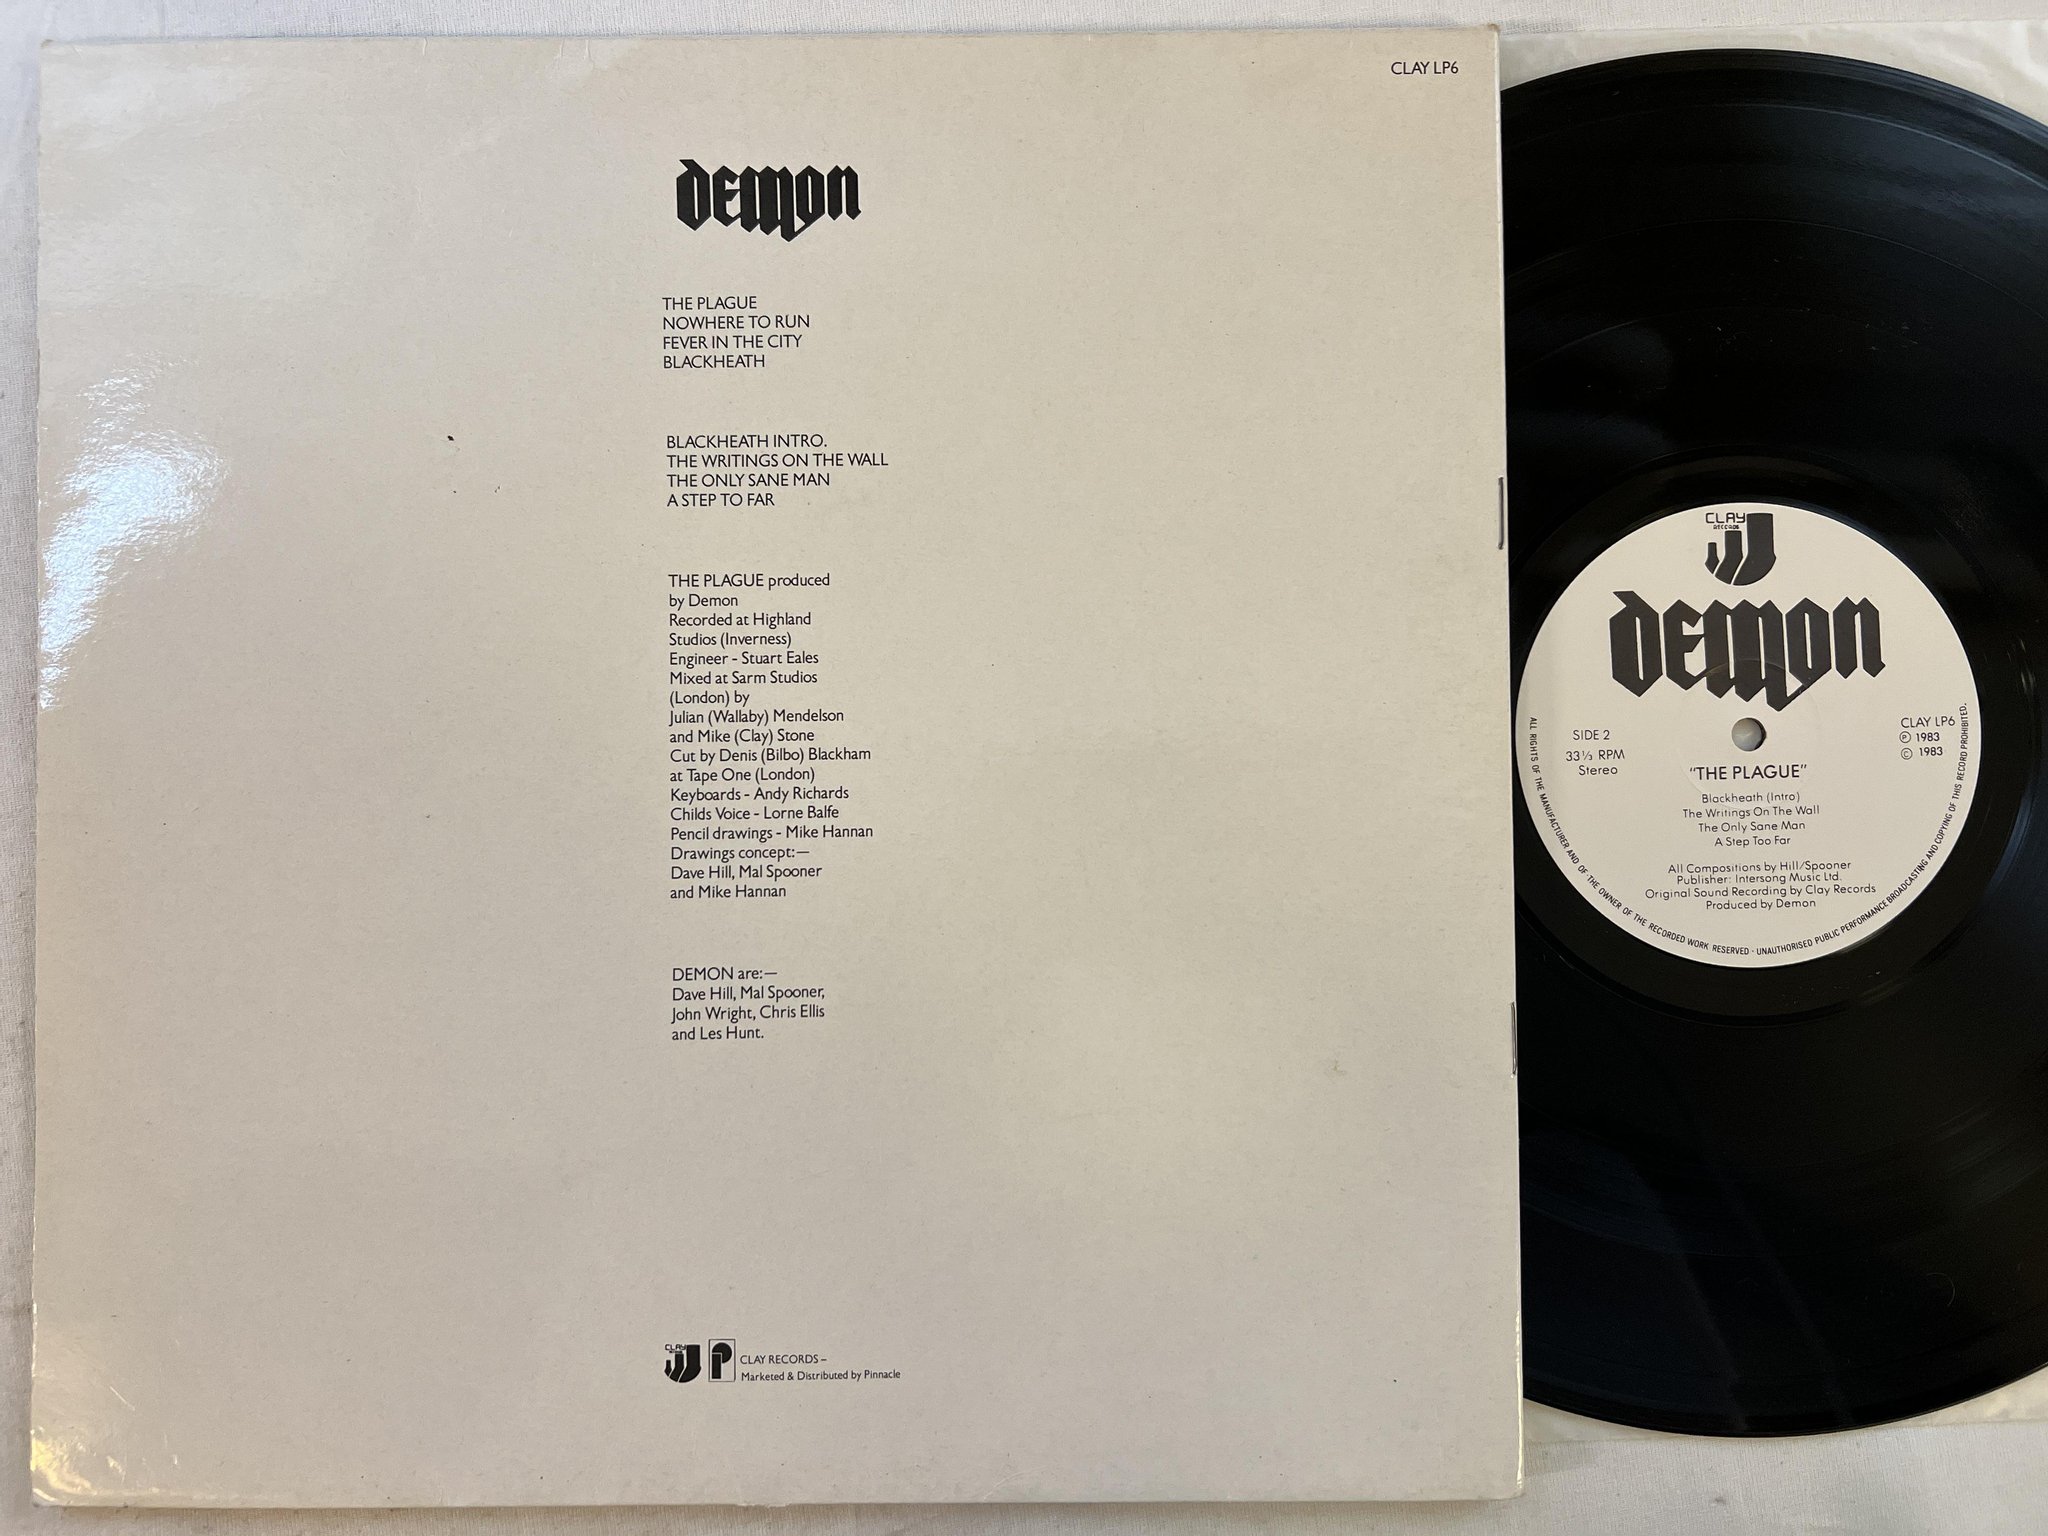 CLAY LP6
DEMON
THE PLAGUE
NOWHERE TO RUN
FEVER IN THE CITY
BLACKHEATH
BLACKHEATH INTRO.
THE WRITINGS ON THE WALL
THE ONLY SANE MAN
A STEP TO FAR
THE PLAGUE produced
by Demon
Recorded at Highland
Studios (Inverness)
Engineer - Stuart Eales
Mixed at Sarm Studios
(London) by
Julian (Wallaby) Mendelson
and Mike (Clay) Stone
Cut by Denis (Bilbo) Blackham
at Tape One (London)
Keyboards - Andy Richards
Childs Voice - Lorne Balfe
Pencil drawings - Mike Hannan
Drawings concept:—
Dave Hill, Mal Spooner
and Mike Hannan
DEMON are:—
Dave Hill, Mal Spooner,
John Wright, Chris Ellis
and Les Hunt.
CLAY
RECORDS
P
CLAY RECORDS –
Marketed & Distributed by Pinnacle
CLAY
RECORDS
DEMON
SIDE 2
33⅓ RPM
Stereo
CLAY LP6
℗ 1983
© 1983
"THE PLAGUE"
Blackheath (Intro)
The Writings On The Wall
The Only Sane Man
A Step Too Far
All Compositions by Hill/Spooner
Publisher: Intersong Music Ltd.
Original Sound Recording by Clay Records
Produced by Demon
ALL RIGHTS OF THE MANUFACTURER AND OF THE OWNER OF THE RECORDED WORK RESERVED - UNAUTHORISED PUBLIC PERFORMANCE BROADCASTING AND COPYING OF THIS RECORD PROHIBITED.